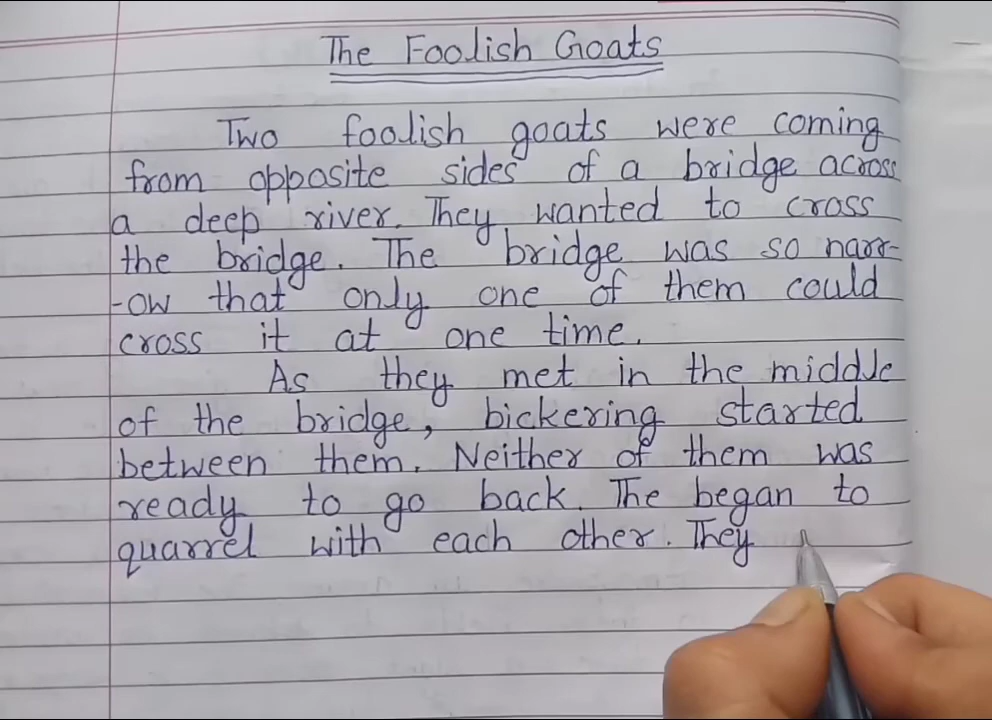 The Foolish Goats
Two foolish goats were coming
from opposite sides of a bridge across
a deep river. They wanted to cross
the bridge. The bridge was so narr-
-ow that only one of them could
cross it at one time.
As they met in the middle
of the bridge, bickering started
between them. Neither of them was
ready to go back. The began to
quarrel with each other. They